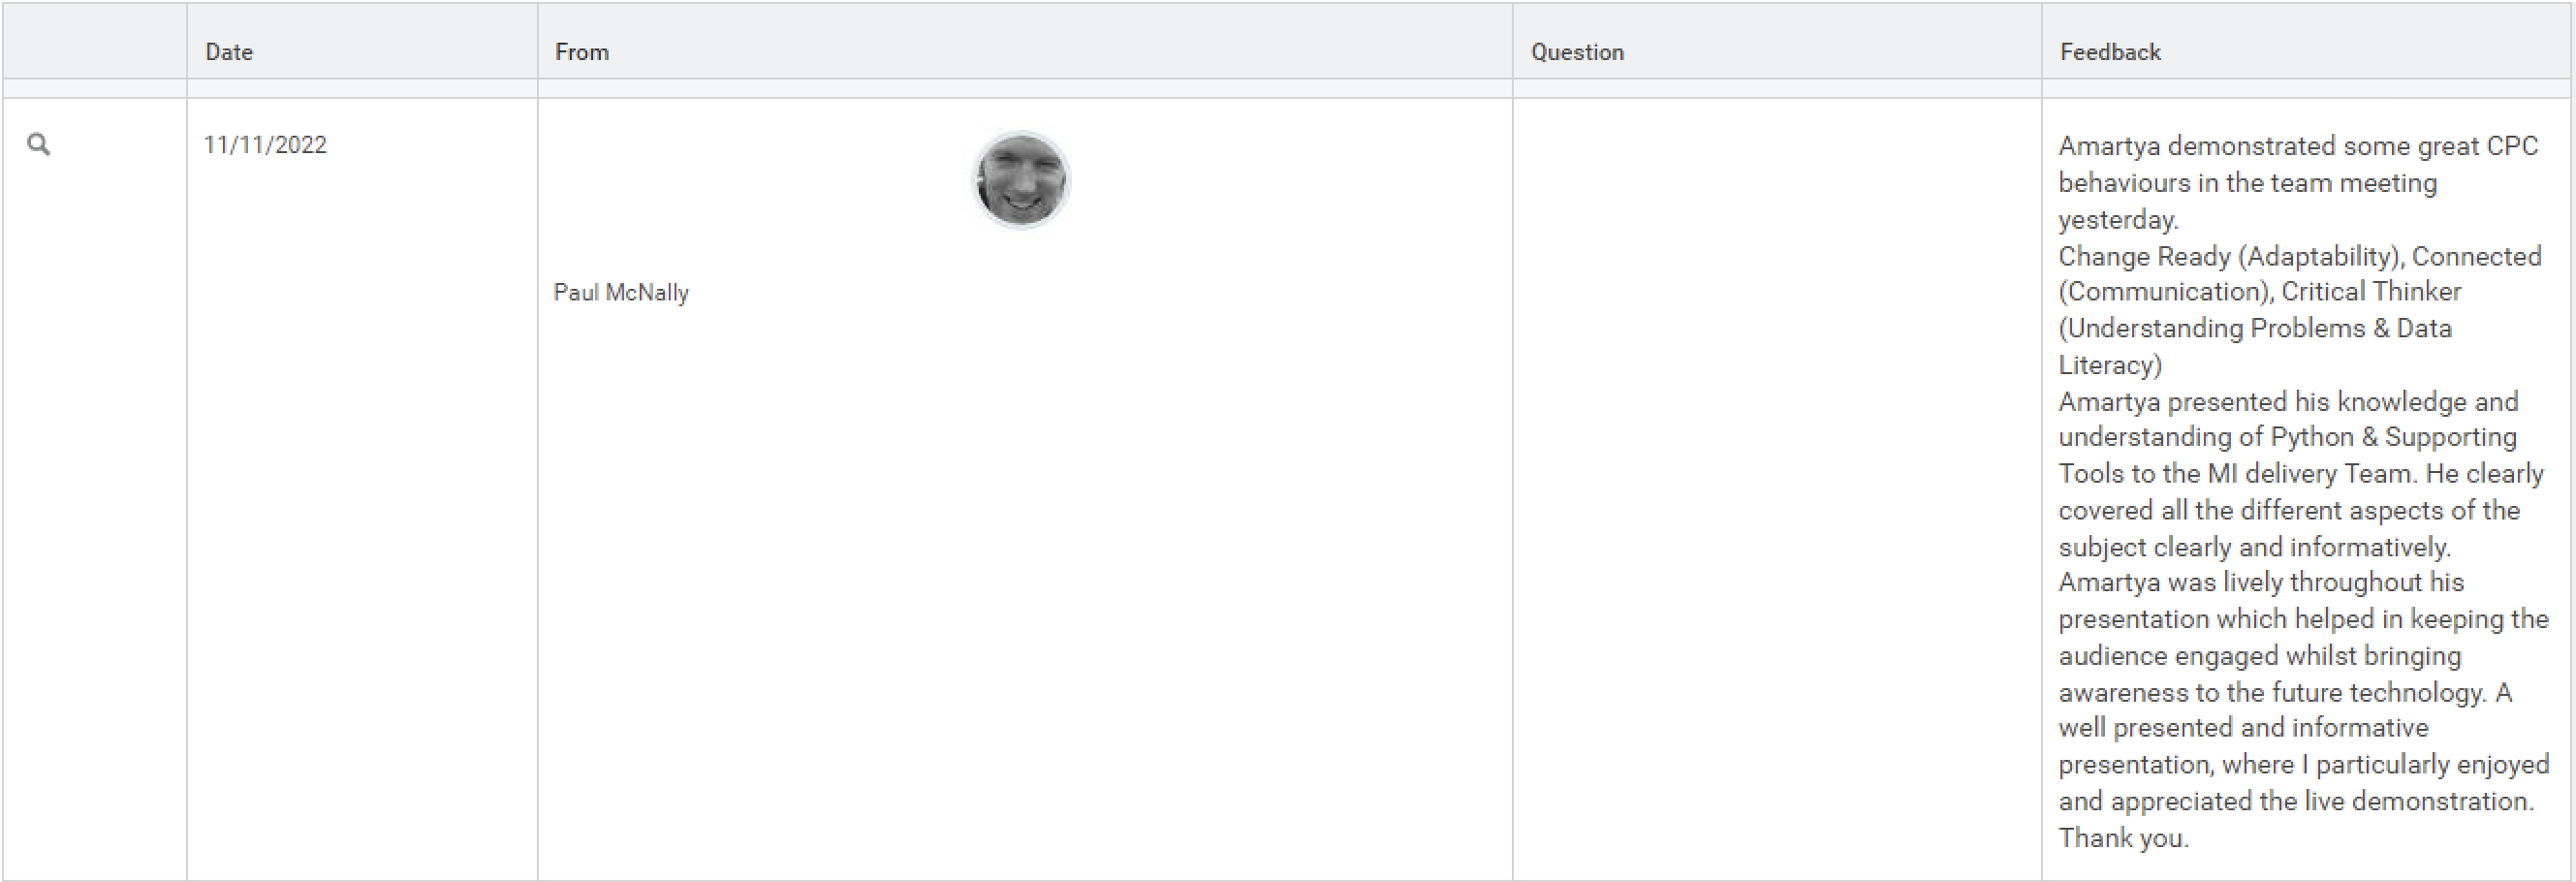 Date From Question Feedback
11/11/2022
Paul McNally
Amartya demonstrated some great CPC
behaviours in the team meeting
yesterday.
Change Ready (Adaptability), Connected
(Communication), Critical Thinker
(Understanding Problems & Data
Literacy)
Amartya presented his knowledge and
understanding of Python & Supporting
Tools to the MI delivery Team. He clearly
covered all the different aspects of the
subject clearly and informatively.
Amartya was lively throughout his
presentation which helped in keeping the
audience engaged whilst bringing
awareness to the future technology. A
well presented and informative
presentation, where I particularly enjoyed
and appreciated the live demonstration.
Thank you.